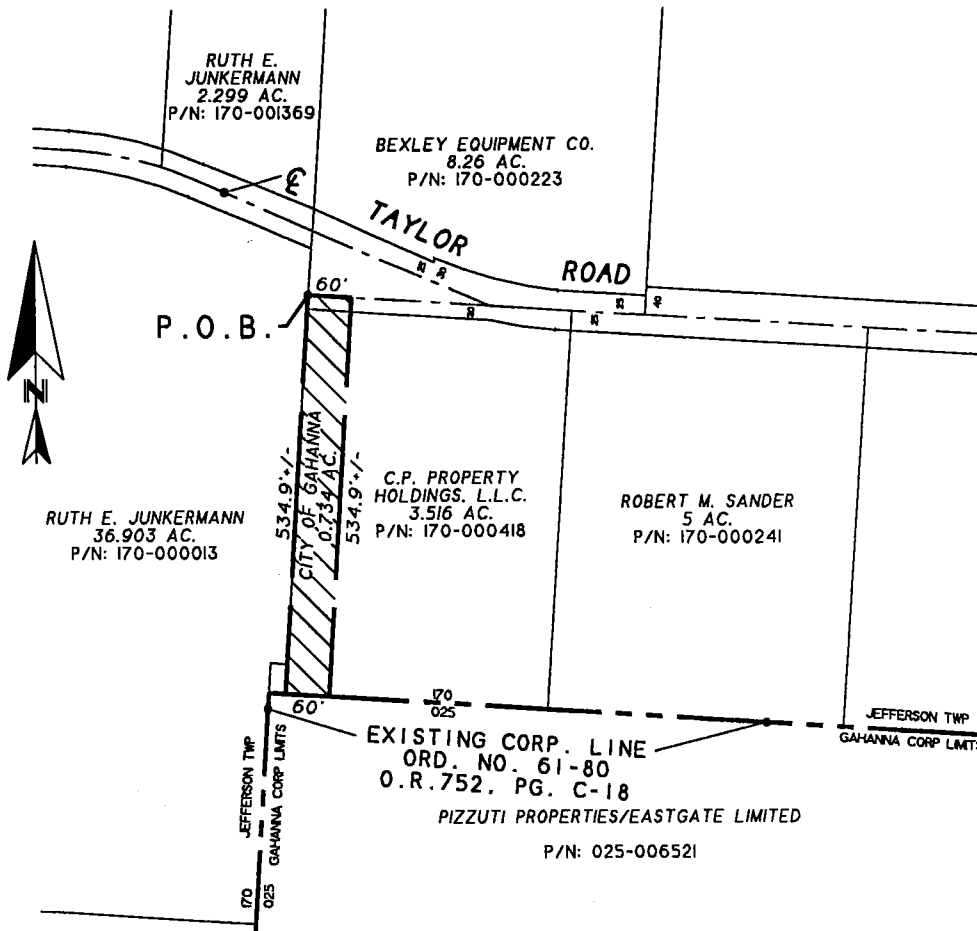 RUTH E.
JUNKERMANN
2.299 AC.
P/N: 170-001369
BEXLEY EQUIPMENT CO.
8.26 AC.
P/N: 170-000223
TAYLOR
ROAD
60'
P.O.B.
N
534.9'+/-
CITY OF GAHANNA
0.734 AC.
534.9'+/-
C.P. PROPERTY
HOLDINGS, L.L.C.
3.516 AC.
P/N: 170-000418
ROBERT M. SANDER
5 AC.
P/N: 170-000241
RUTH E. JUNKERMANN
36.903 AC.
P/N: 170-000013
60'
170
025
JEFFERSON TWP
GAHANNA CORP LIMITS
EXISTING CORP. LINE
ORD. NO. 61-80
O.R.752, PG. C-18
PIZZUTI PROPERTIES/EASTGATE LIMITED
P/N: 025-006521
JEFFERSON TWP
GAHANNA CORP LIMITS
170
025